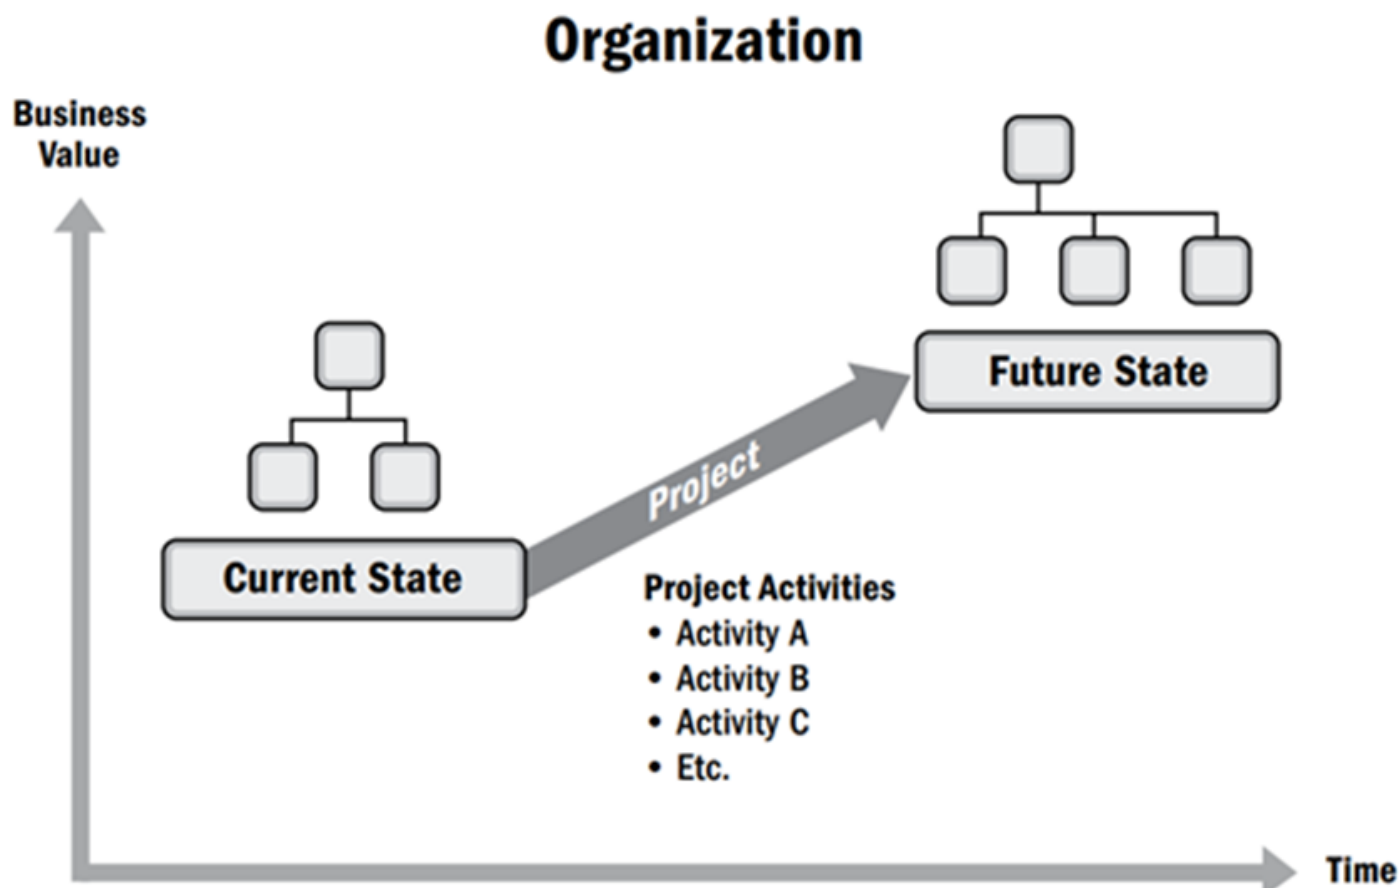 Organization
Business
Value
Future State
Project
Current State
Project Activities
• Activity A
• Activity B
• Activity C
• Etc.
Time